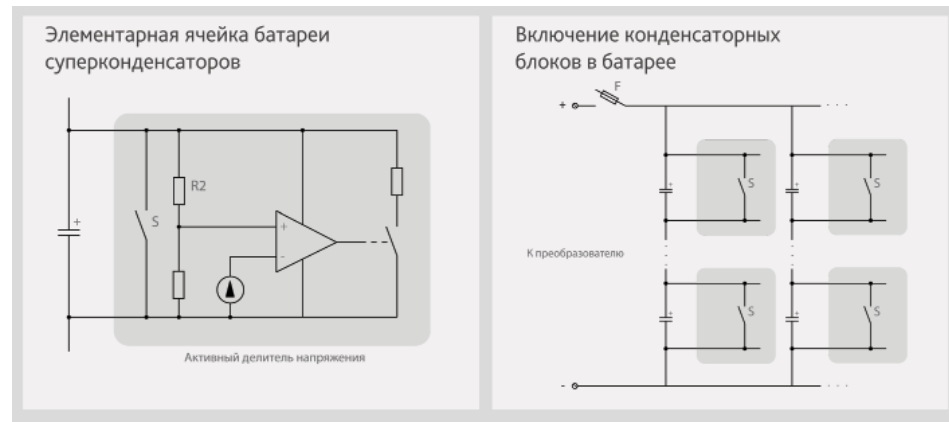 Элементарная ячейка батареи
суперконденсаторов
+
S
R2
+
-
Активный делитель напряжения
Включение конденсаторных
блоков в батарее
F
+
. . .
+
S
+
S
К преобразователю
+
S
+
S
-
. . .